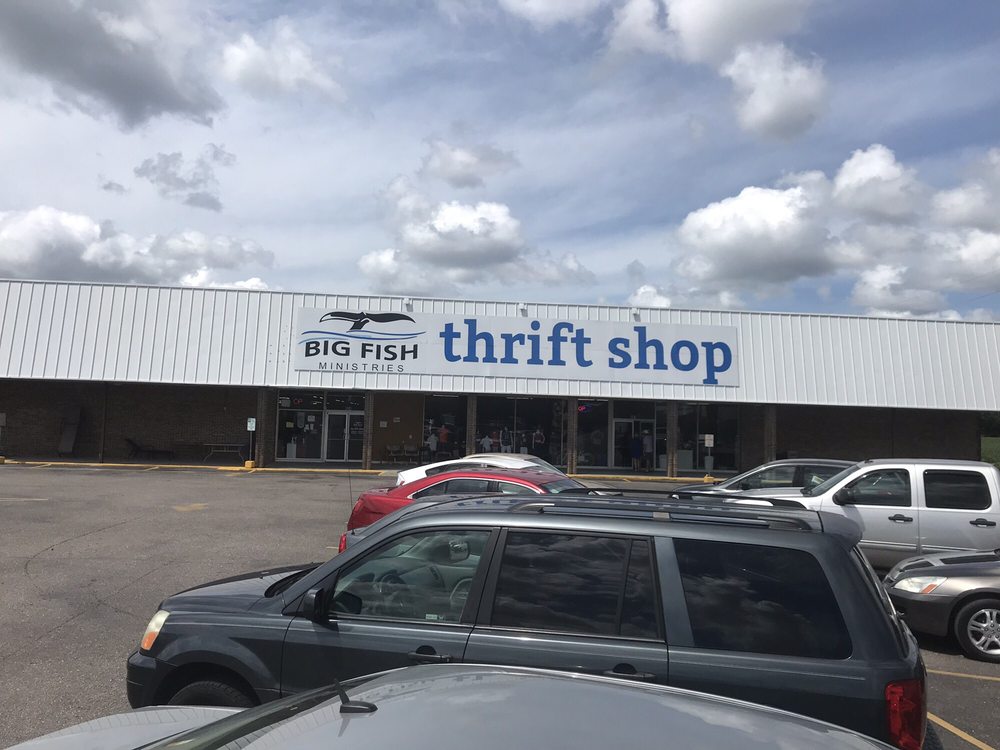 BIG FISH
MINISTRIES
thrift shop